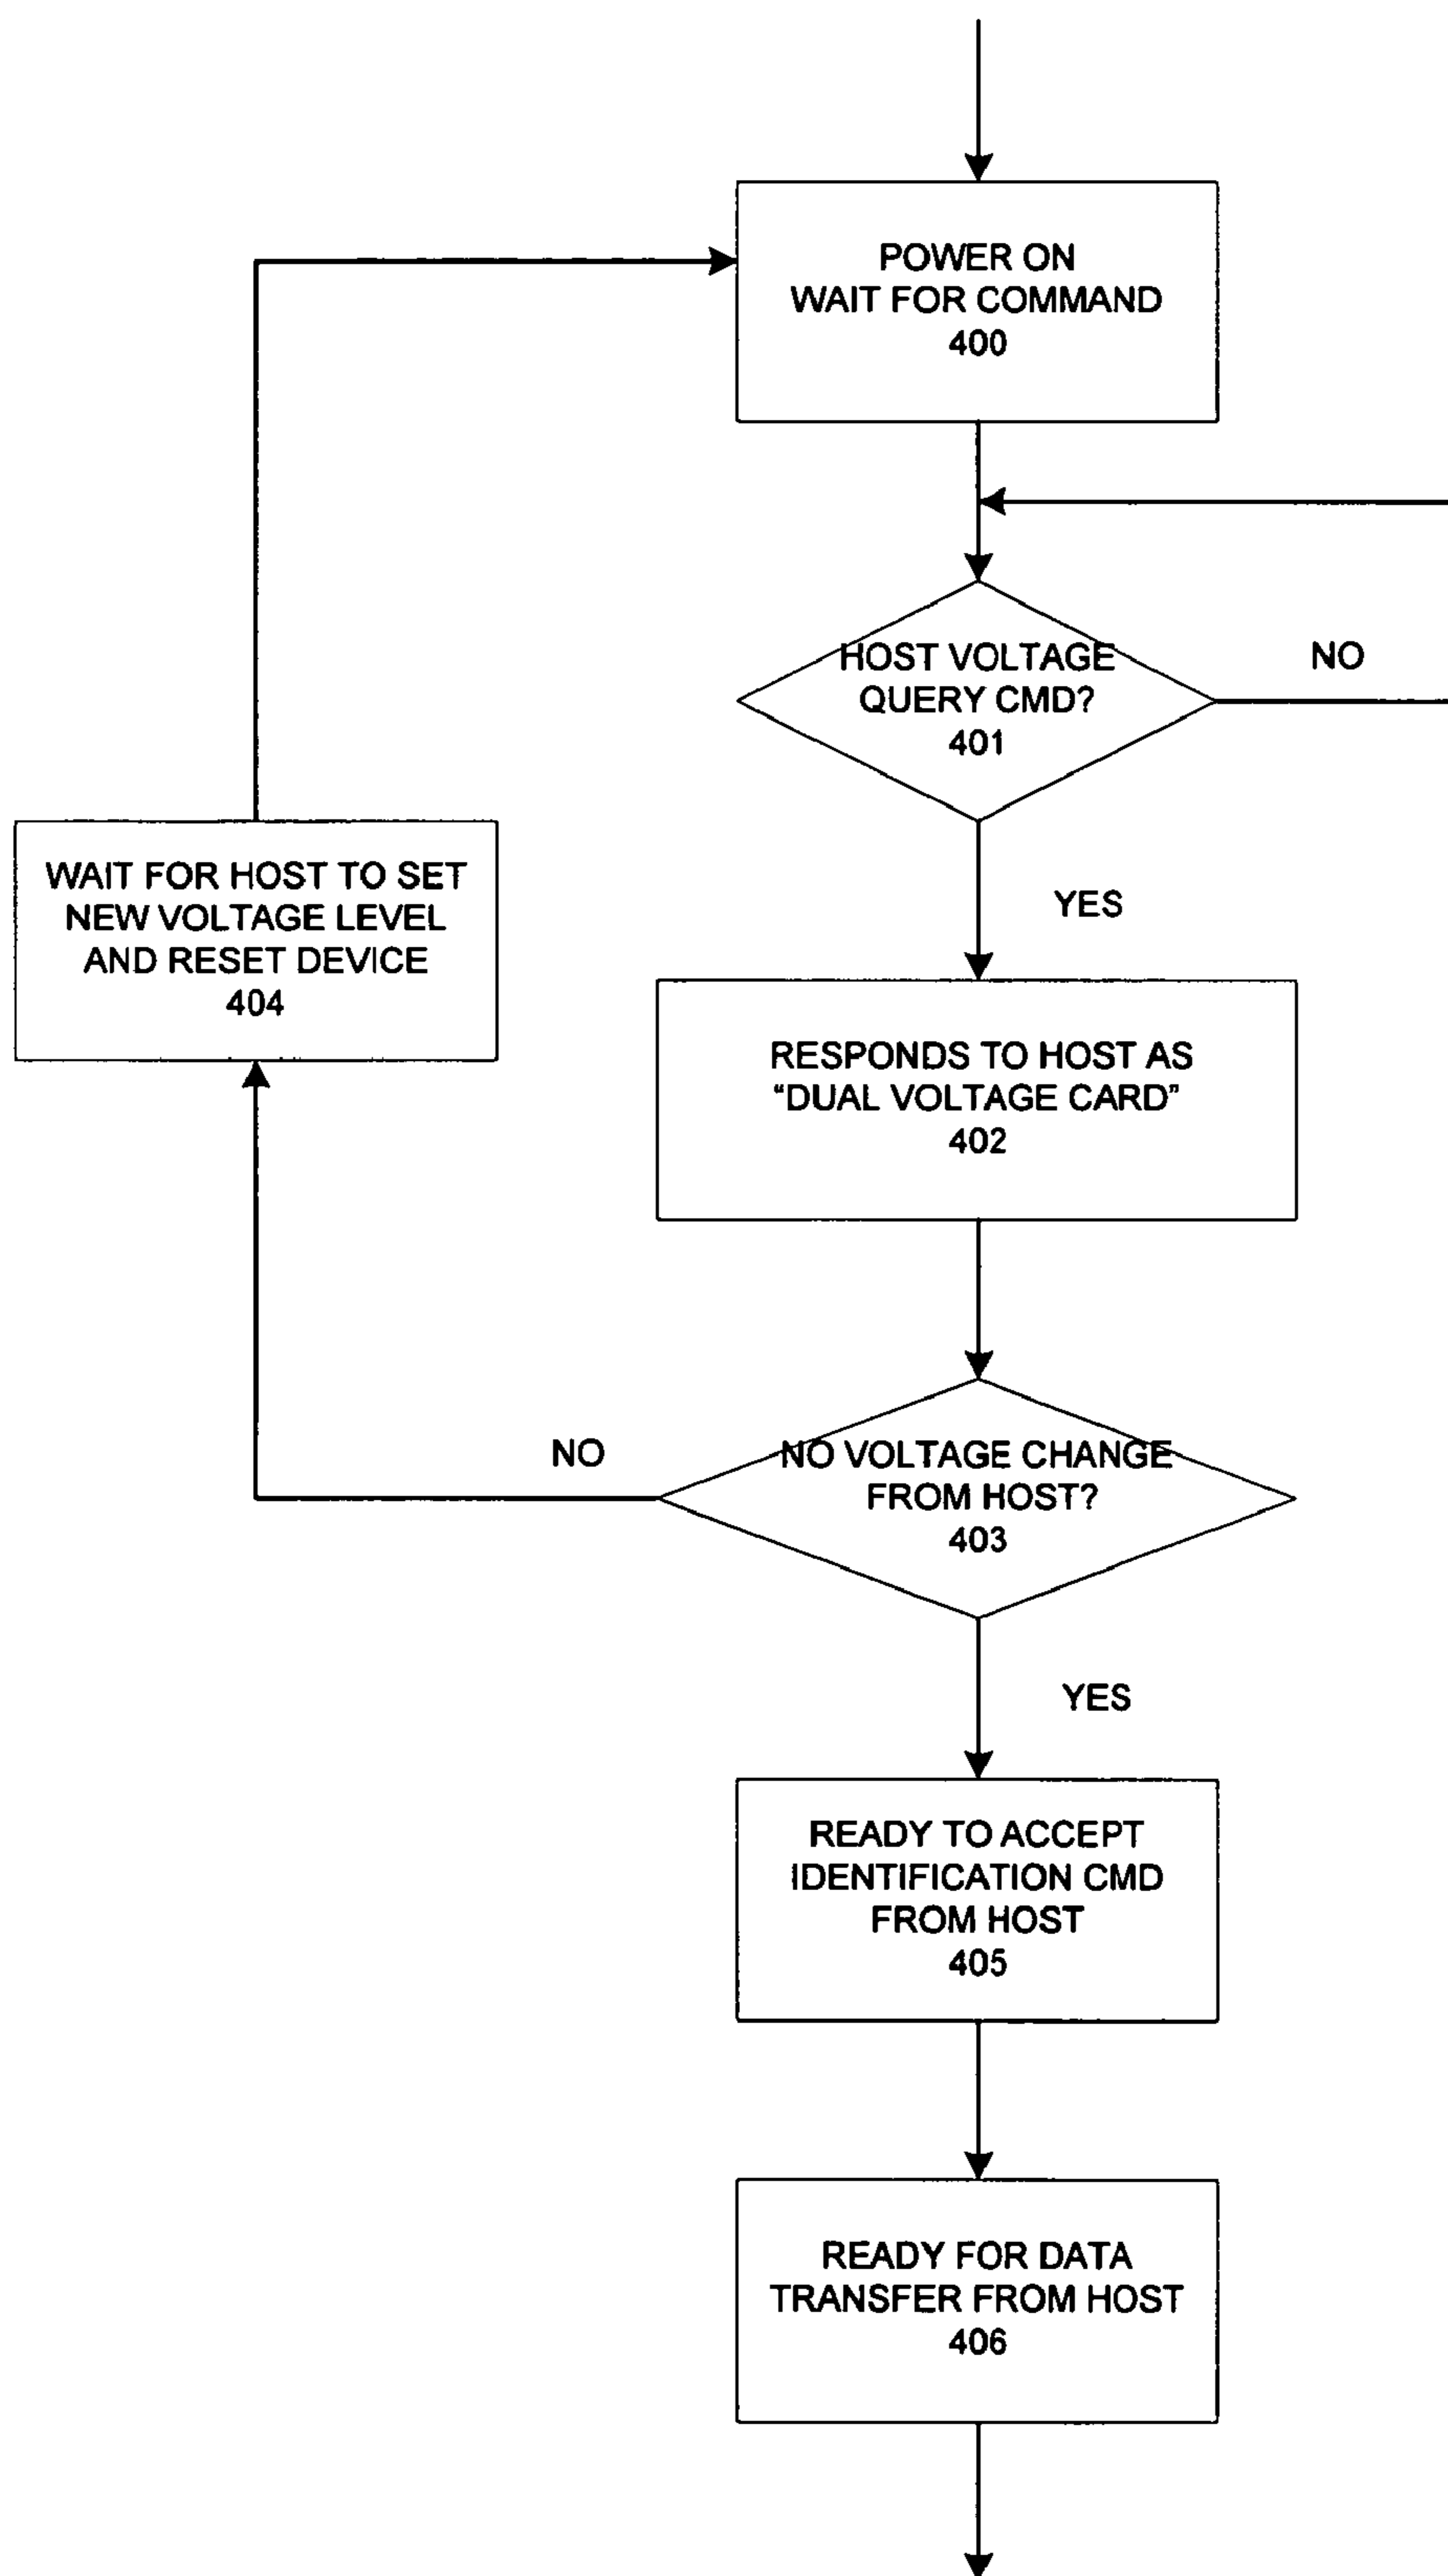 POWER ON
WAIT FOR COMMAND
400
HOST VOLTAGE
QUERY CMD?
401
NO
YES
WAIT FOR HOST TO SET
NEW VOLTAGE LEVEL
AND RESET DEVICE
404
RESPONDS TO HOST AS
“DUAL VOLTAGE CARD”
402
NO VOLTAGE CHANGE
FROM HOST?
403
NO
YES
READY TO ACCEPT
IDENTIFICATION CMD
FROM HOST
405
READY FOR DATA
TRANSFER FROM HOST
406